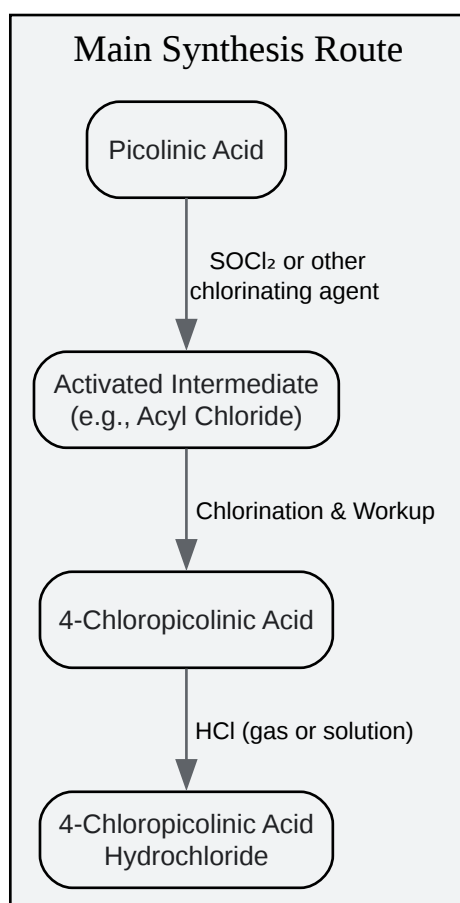 Main Synthesis Route
Picolinic Acid
SOCl₂ or other
chlorinating agent
Activated Intermediate
(e.g., Acyl Chloride)
Chlorination & Workup
4-Chloropicolinic Acid
HCl (gas or solution)
4-Chloropicolinic Acid
Hydrochloride